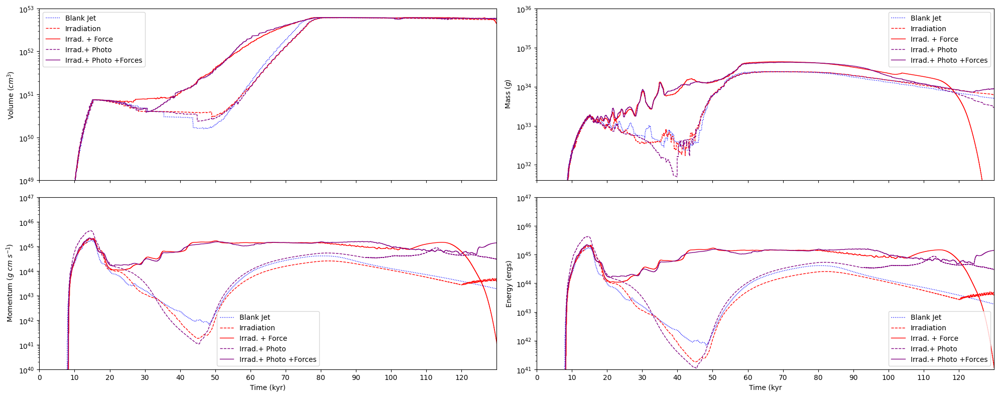 10^53
10^52
10^51
10^50
10^49
Volume (cm^3)
Blank Jet
Irradiation
Irrad. + Force
Irrad.+ Photo
Irrad.+ Photo +Forces
10^36
10^35
10^34
10^33
10^32
Mass (g)
Blank Jet
Irradiation
Irrad. + Force
Irrad.+ Photo
Irrad.+ Photo +Forces
10^47
10^46
10^45
10^44
10^43
10^42
10^41
10^40
Momentum (g cm s^−1)
Blank Jet
Irradiation
Irrad. + Force
Irrad.+ Photo
Irrad.+ Photo +Forces
0 10 20 30 40 50 60 70 80 90 100 110 120
Time (kyr)
10^47
10^46
10^45
10^44
10^43
10^42
10^41
Energy (ergs)
Blank Jet
Irradiation
Irrad. + Force
Irrad.+ Photo
Irrad.+ Photo +Forces
0 10 20 30 40 50 60 70 80 90 100 110 120
Time (kyr